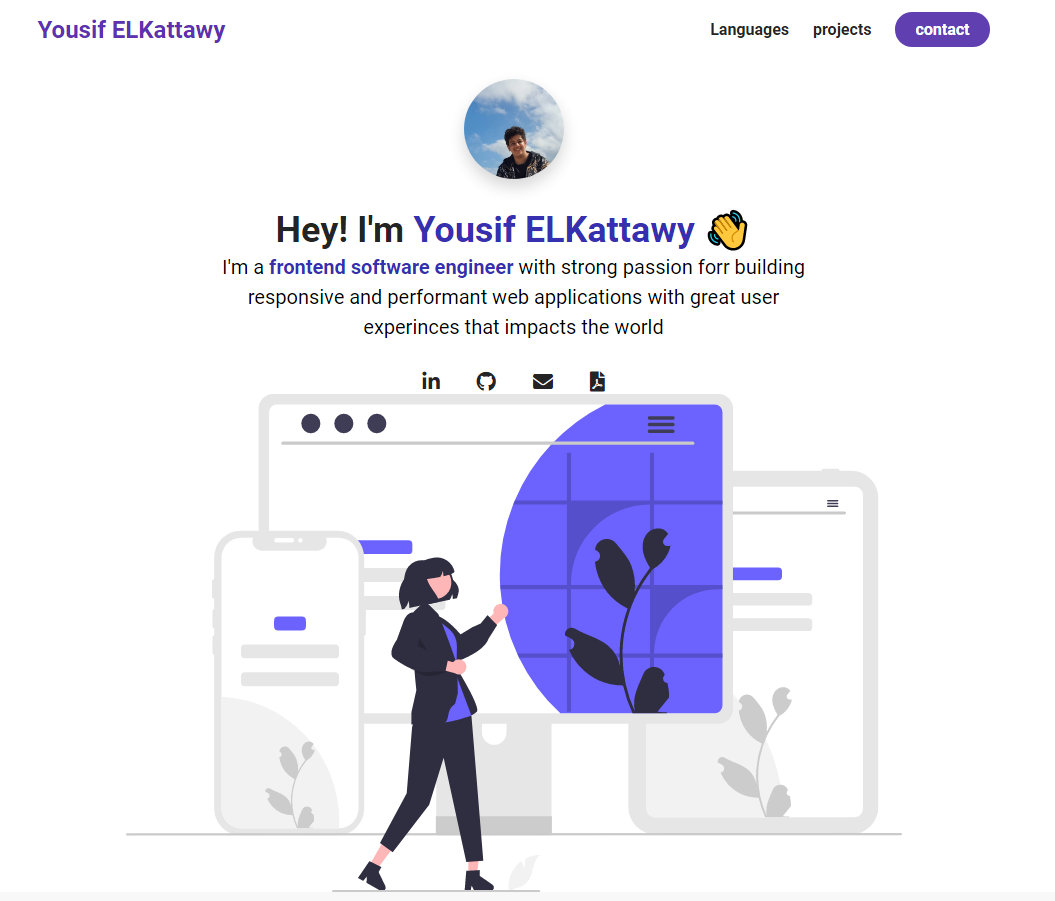 Yousif ELKattawy
Languages projects contact
Hey! I'm Yousif ELKattawy 👋
I'm a frontend software engineer with strong passion forr building
responsive and performant web applications with great user
experinces that impacts the world
in